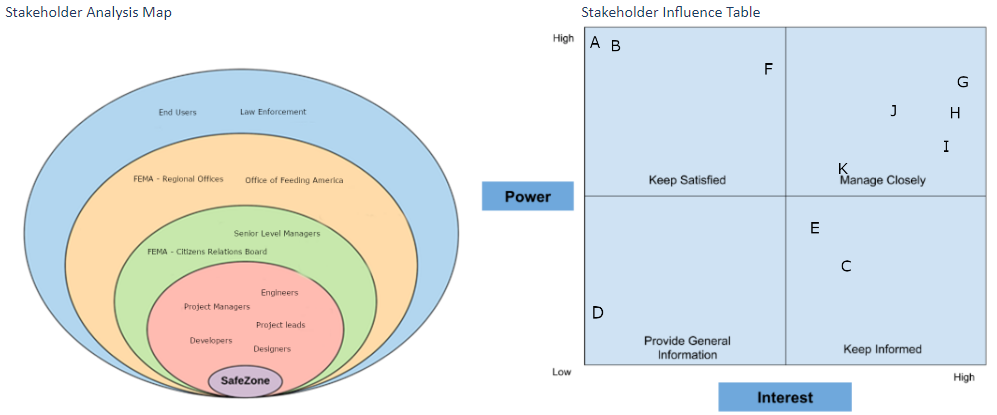 Stakeholder Analysis Map
End Users
Law Enforcement
FEMA - Regional Offices
Office of Feeding America
Senior Level Managers
FEMA - Citizens Relations Board
Engineers
Project Managers
Project leads
Developers
Designers
SafeZone
Stakeholder Influence Table
High
A
B
F
G
J
H
I
K
Keep Satisfied
Manage Closely
Power
E
C
D
Provide General
Information
Keep Informed
Low
High
Interest